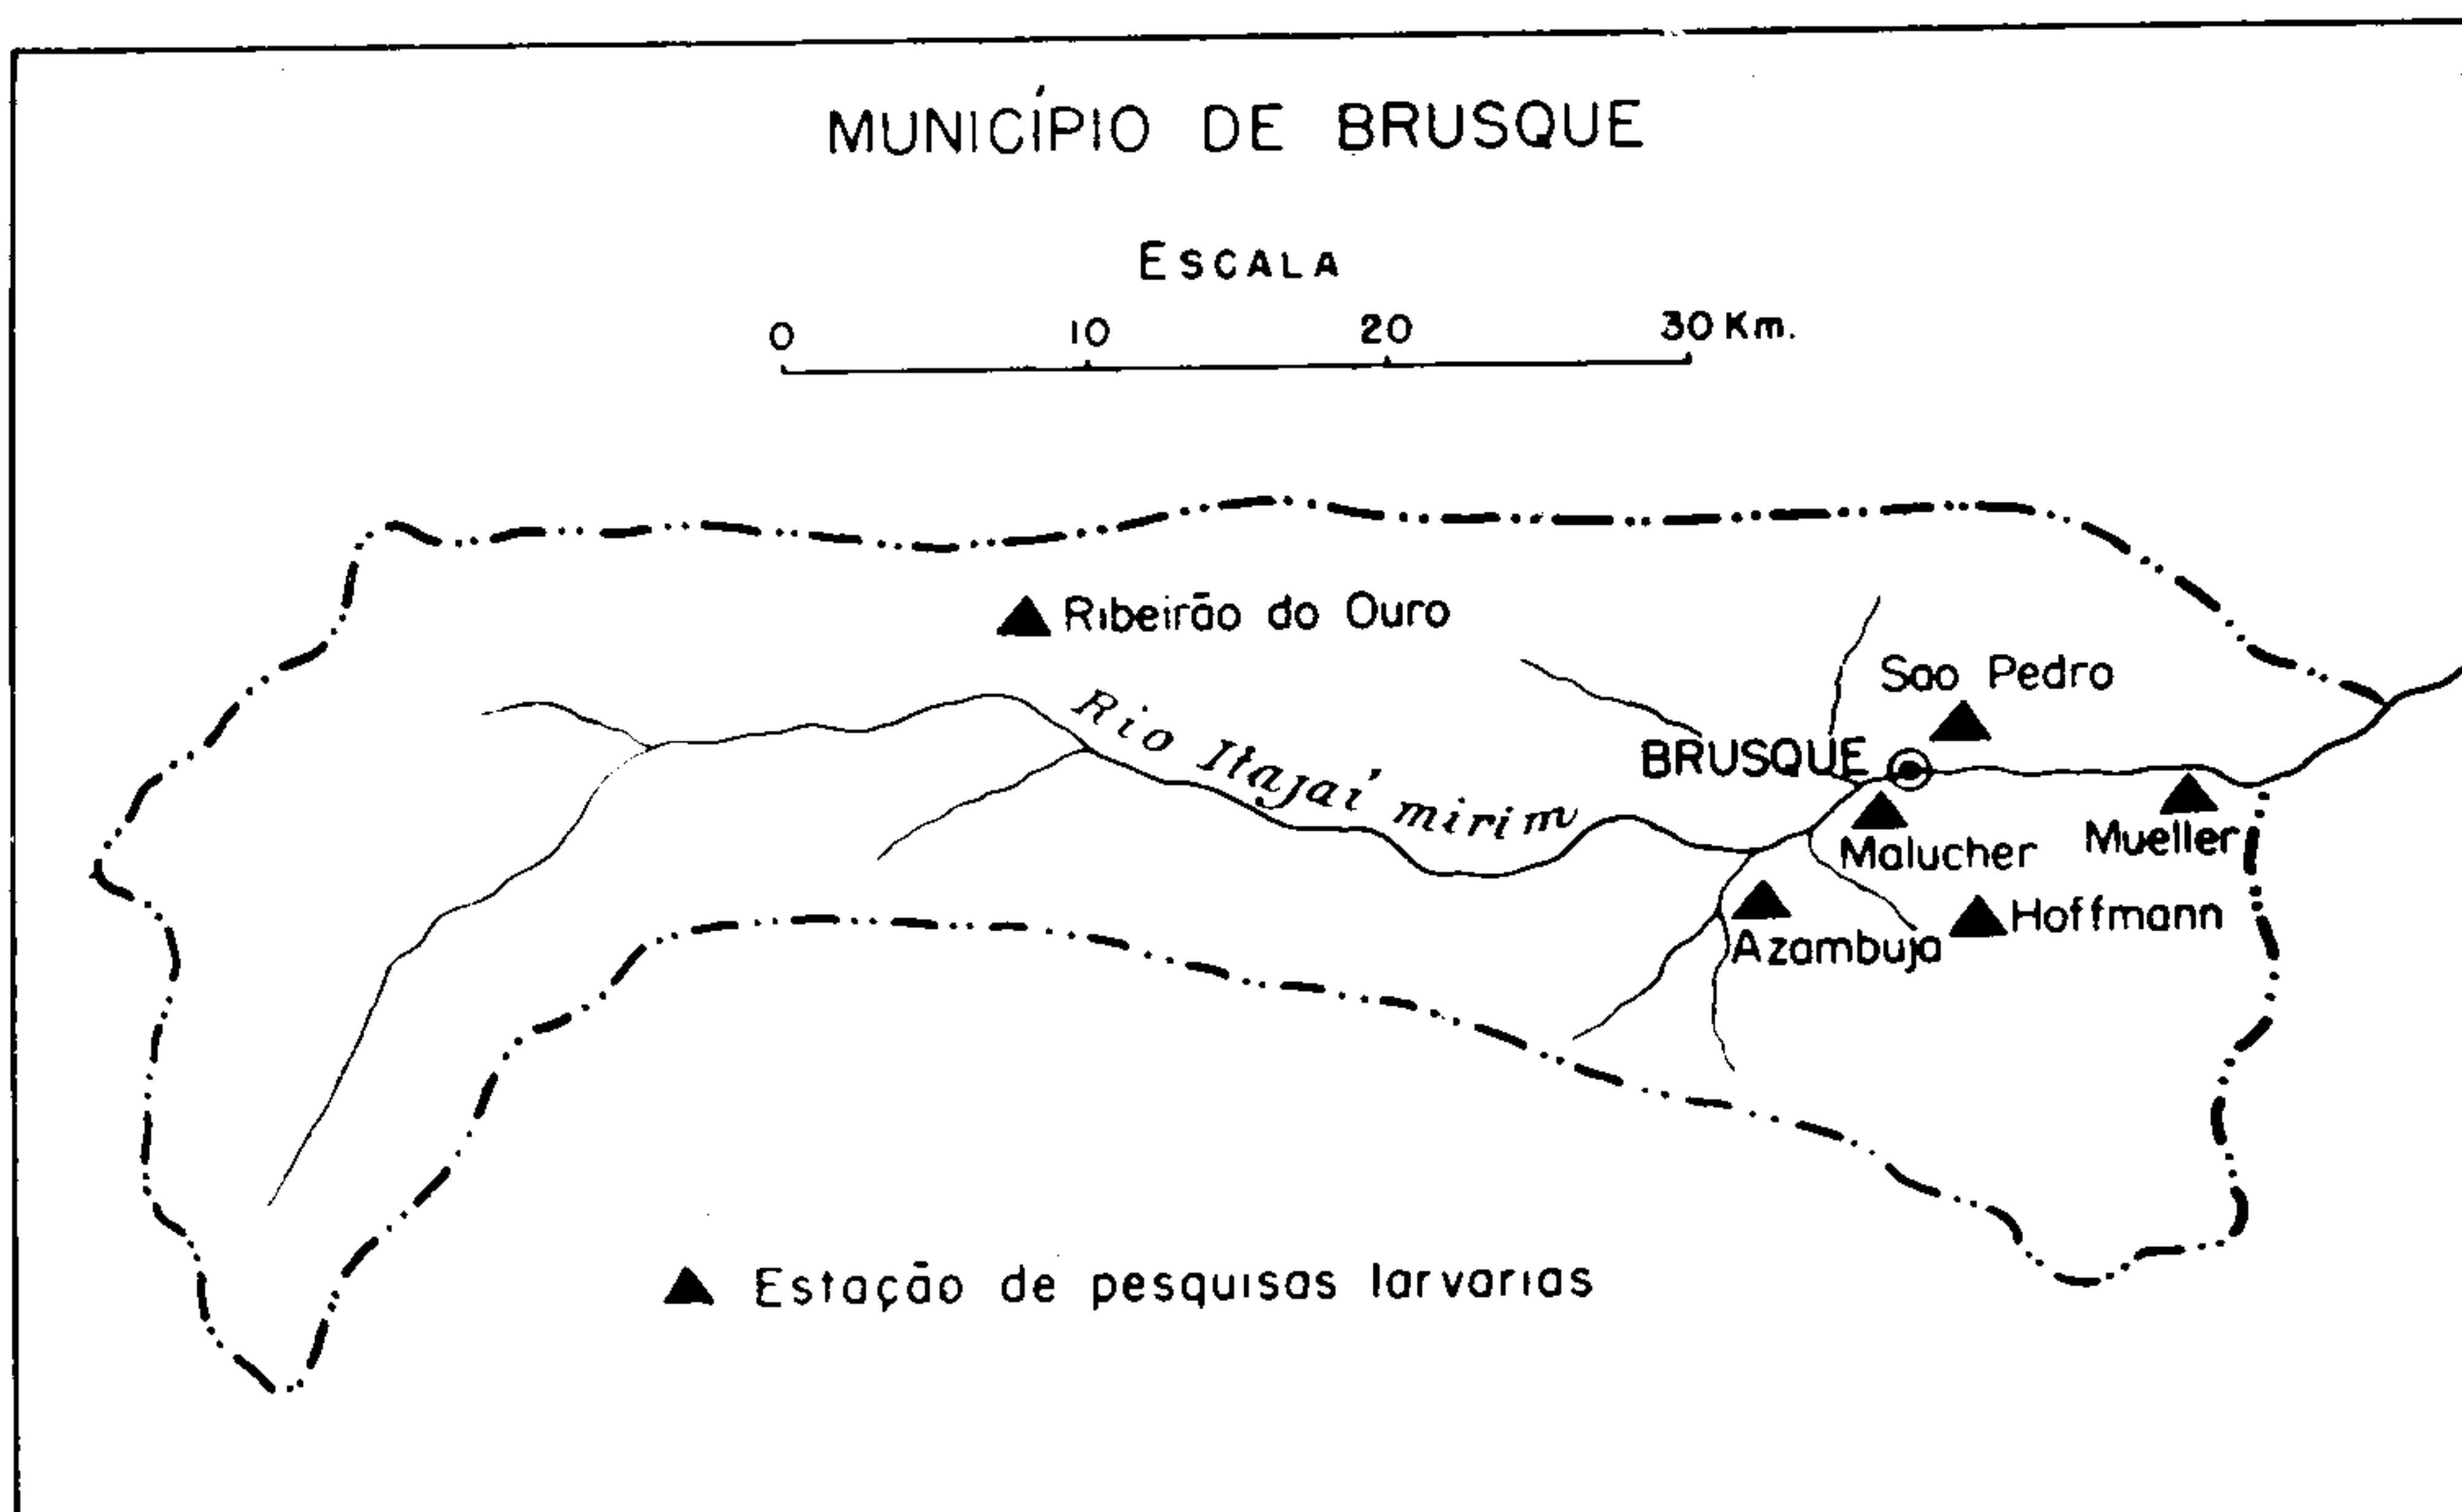 MUNICÍPIO DE BRUSQUE
ESCALA
0 10 20 30 Km.
Ribeirão do Ouro
Sao Pedro
Rio Itajaí mirim
BRUSQUE
Malucher
Mueller
Hoffmann
Azambuja
Estação de pesquisas larvarias